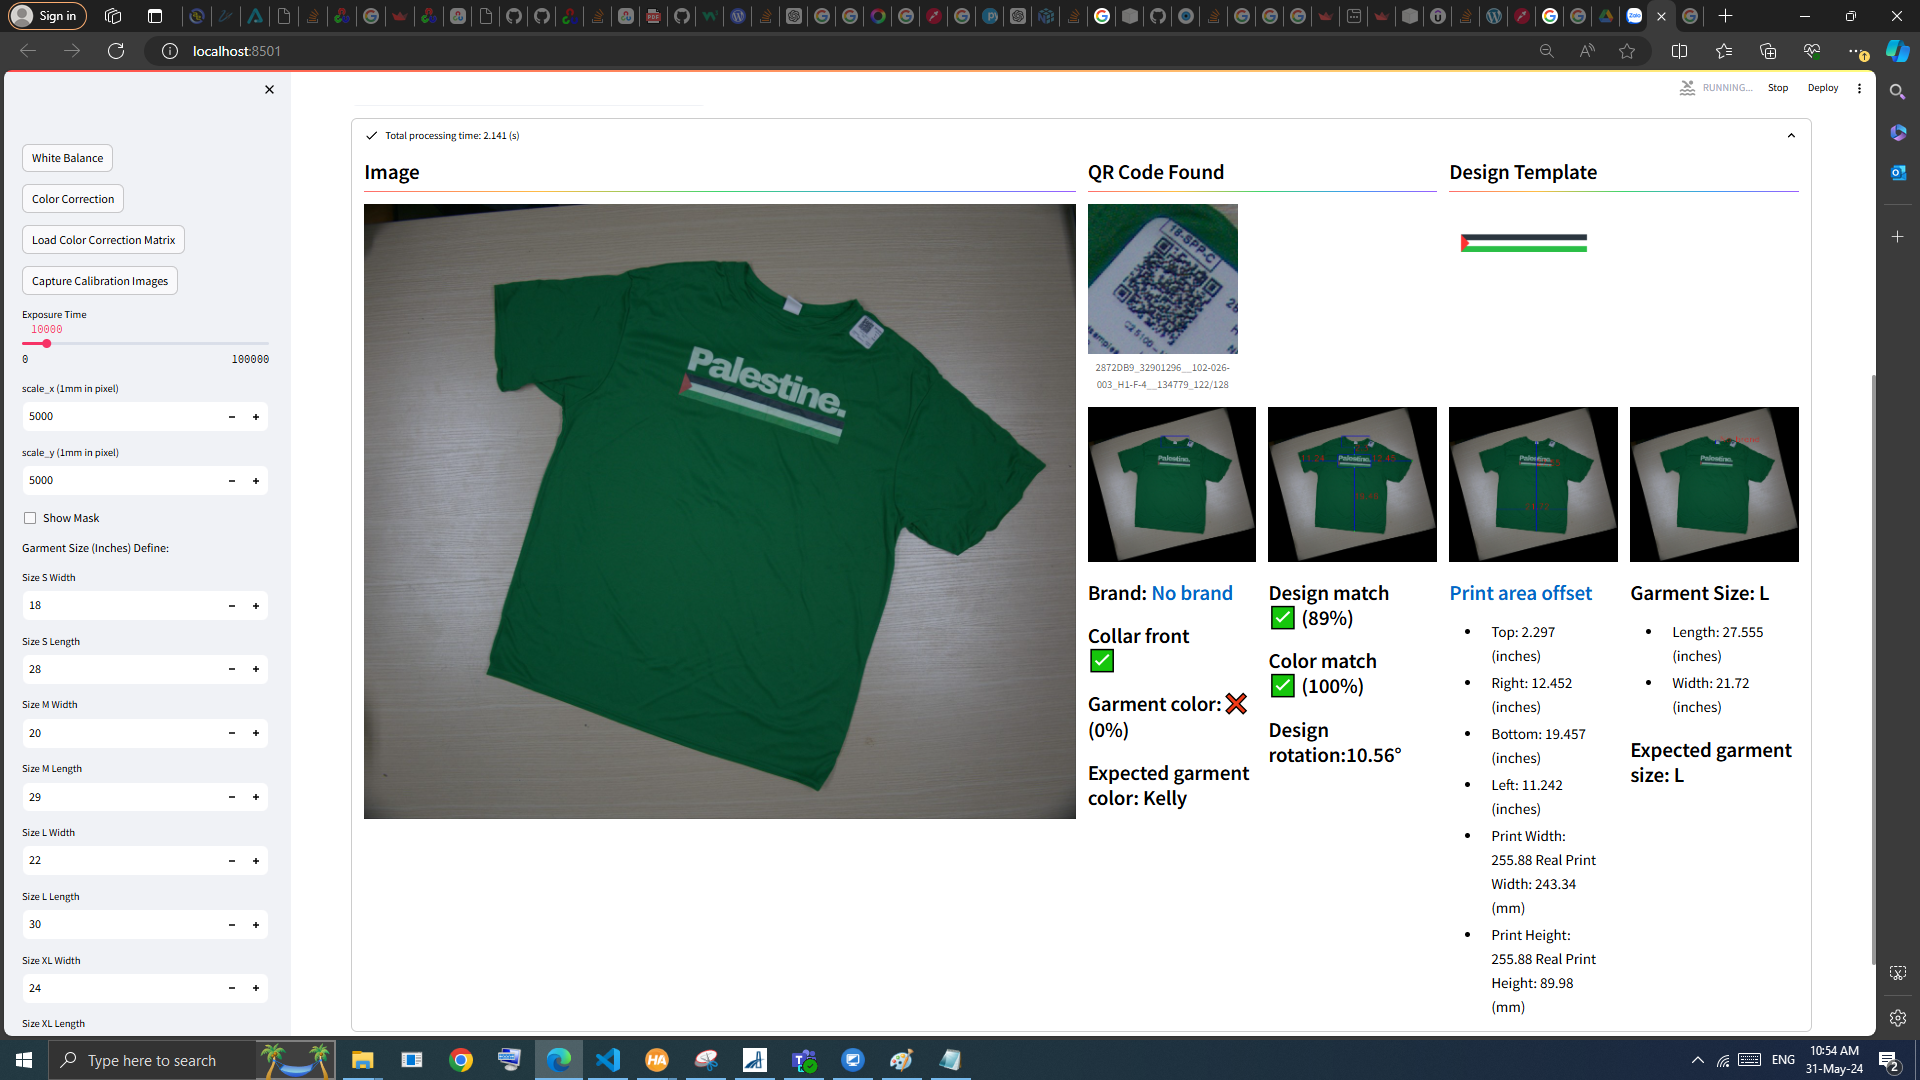 Sign in
localhost:8501
RUNNING...
Stop
Deploy
White Balance
Color Correction
Load Color Correction Matrix
Capture Calibration Images
Exposure Time
10000
0
100000
scale_x (1mm in pixel)
5000
scale_y (1mm in pixel)
5000
Show Mask
Garment Size (Inches) Define:
Size S Width
18
Size S Length
28
Size M Width
20
Size M Length
29
Size L Width
22
Size L Length
30
Size XL Width
24
Size XL Length
Total processing time: 2.141 (s)
Image
Palestine.
QR Code Found
18-SPP-C
2872DB9_32901296__102-026-
003_H1-F-4__134779_122/128
Design Template
Brand: No brand
Collar front
Garment color:
(0%)
Expected garment
color: Kelly
Design match
(89%)
Color match
(100%)
Design
rotation:10.56°
Print area offset
Top: 2.297
(inches)
Right: 12.452
(inches)
Bottom: 19.457
(inches)
Left: 11.242
(inches)
Print Width:
255.88 Real Print
Width: 243.34
(mm)
Print Height:
255.88 Real Print
Height: 89.98
(mm)
Garment Size: L
Length: 27.555
(inches)
Width: 21.72
(inches)
Expected garment
size: L
Type here to search
ENG
10:54 AM
31-May-24
2